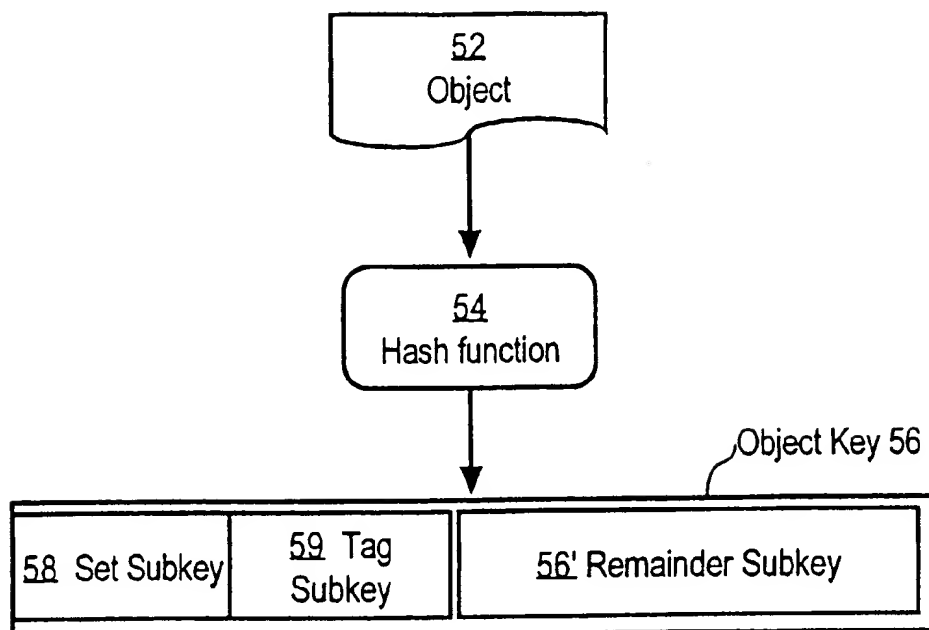 52
Object
54
Hash function
Object Key 56
58 Set Subkey
59 Tag
Subkey
56' Remainder Subkey